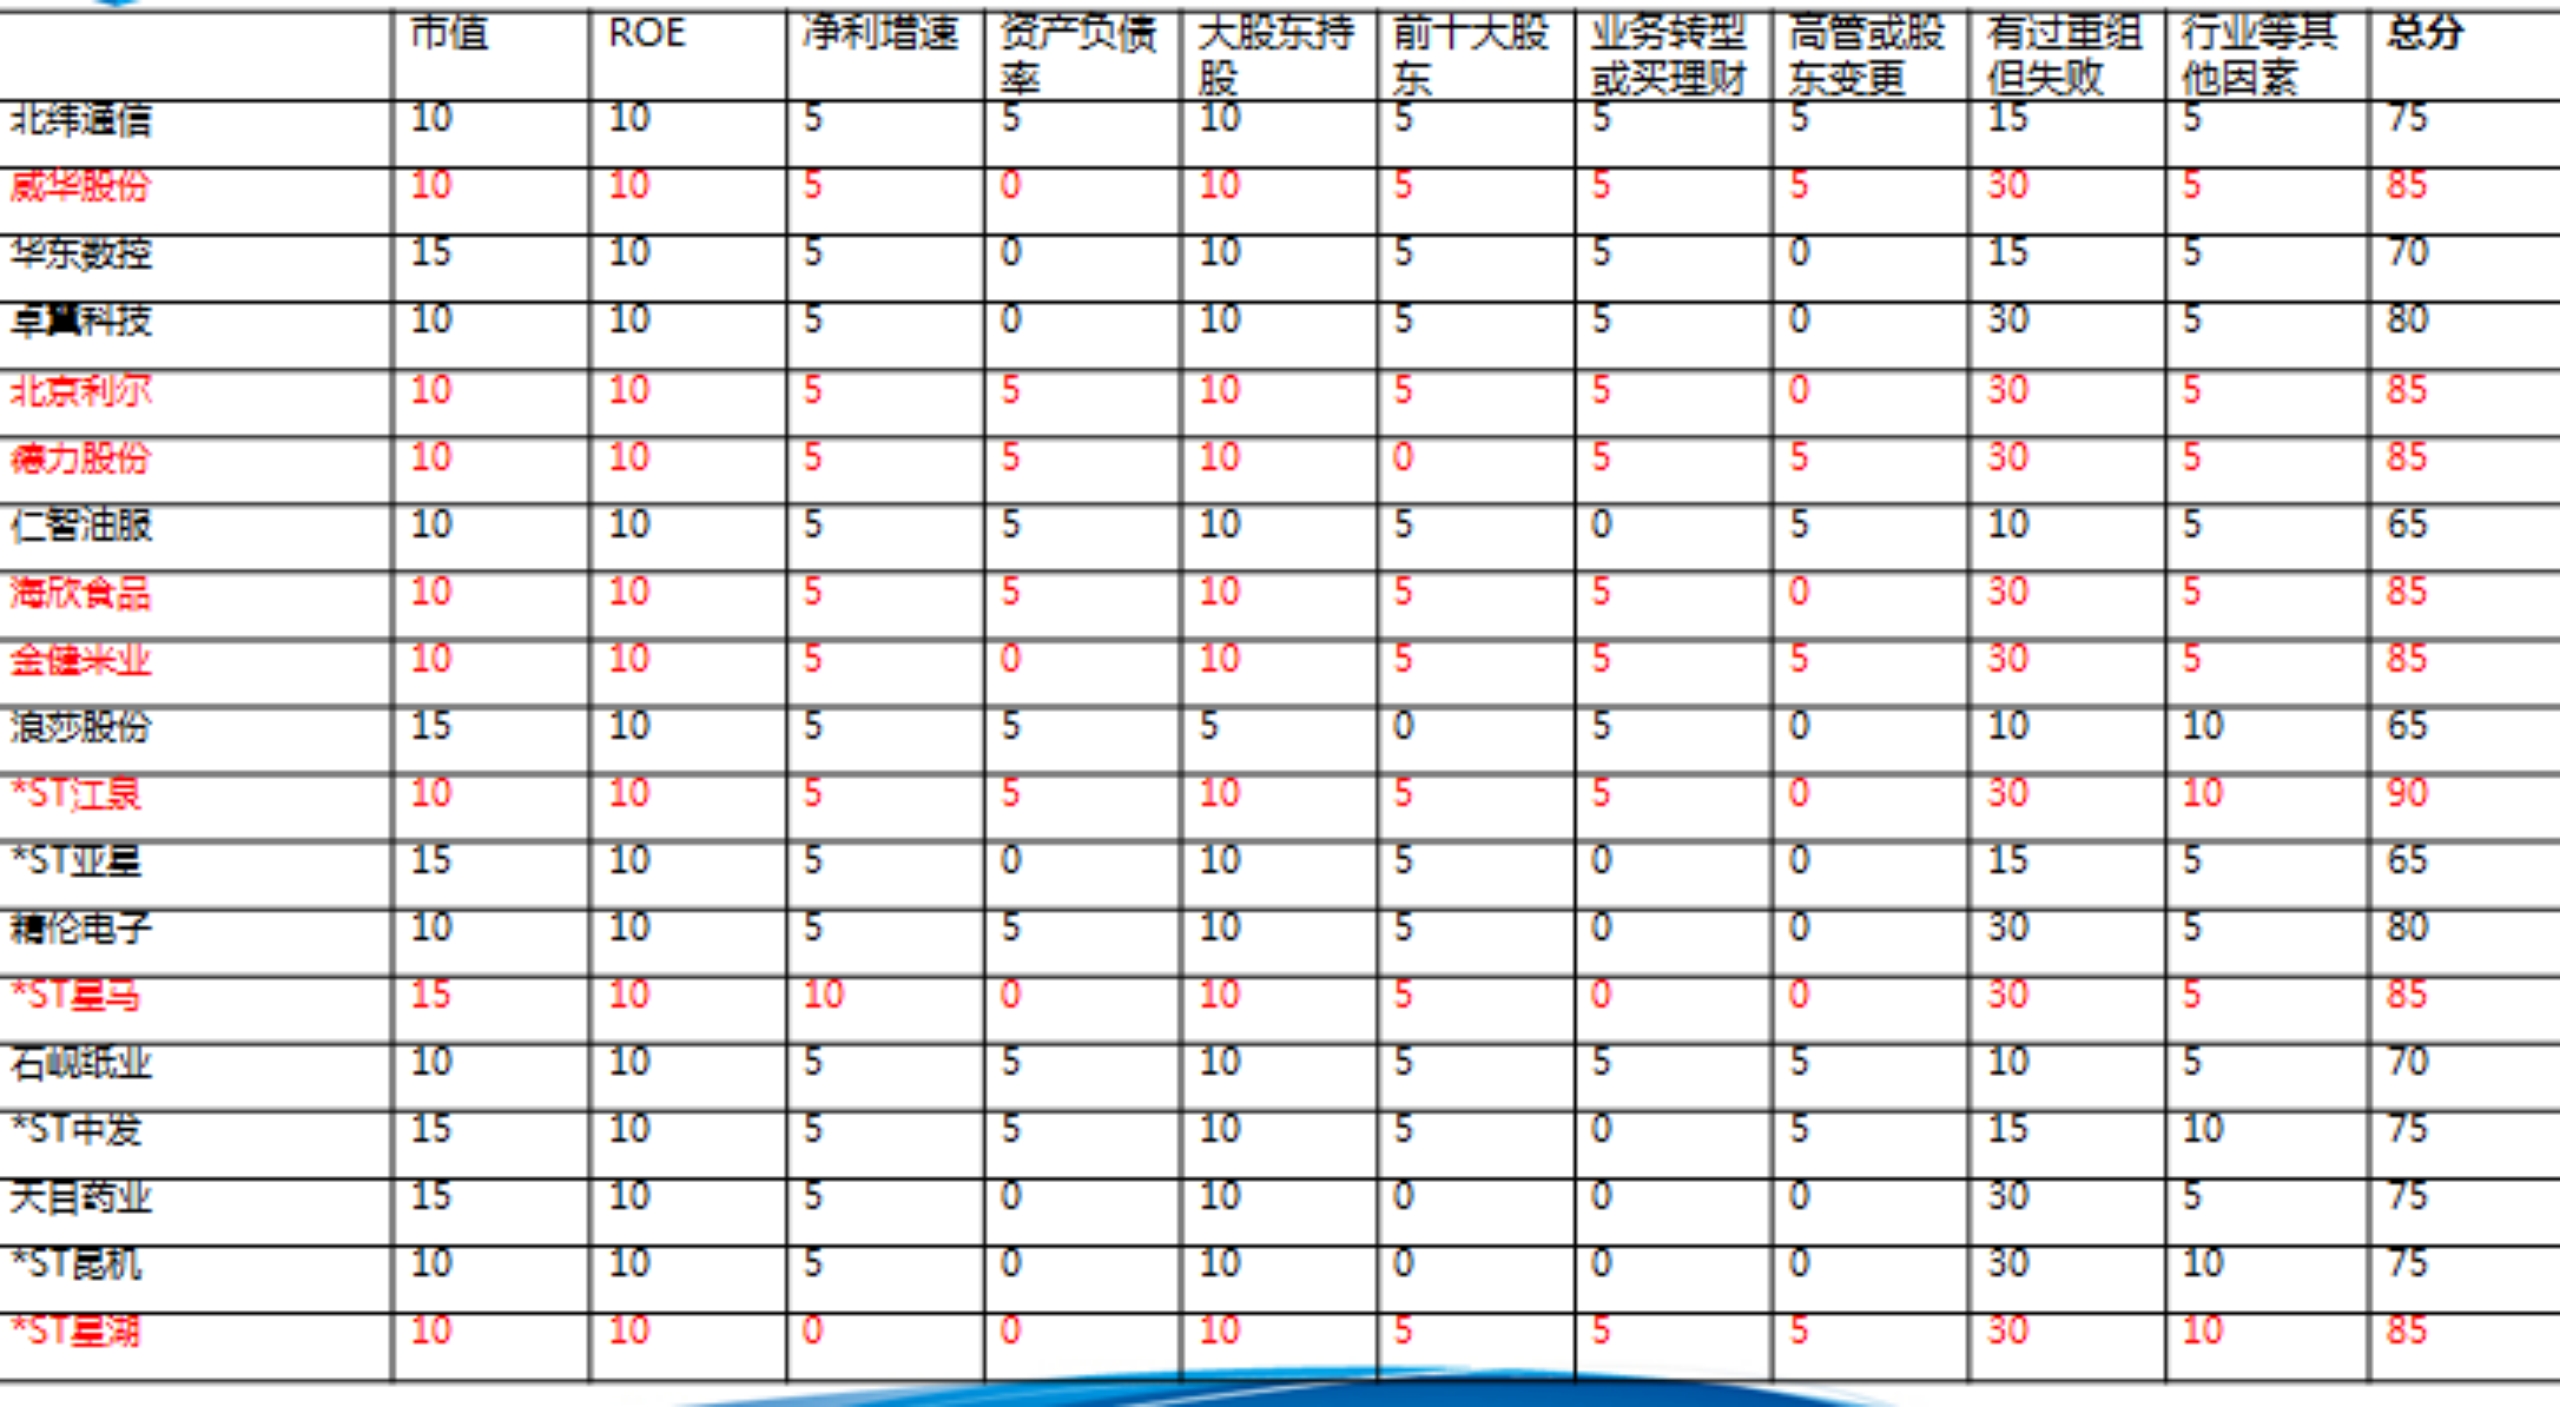 市值 ROE 净利增速 资产负债率 大股东持股 前十大股东 业务转型或买理财 高管或股东变更 有过重组但失败 行业等其他因素 总分
北纬通信 10 10 5 5 10 5 5 5 15 5 75
威华股份 10 10 5 0 10 5 5 5 30 5 85
华东数控 15 10 5 0 10 5 5 0 15 5 70
卓翼科技 10 10 5 0 10 5 5 0 30 5 80
北京利尔 10 10 5 5 10 5 5 0 30 5 85
德力股份 10 10 5 5 10 0 5 5 30 5 85
仁智油服 10 10 5 5 10 5 0 5 10 5 65
海欣食品 10 10 5 5 10 5 5 0 30 5 85
金健米业 10 10 5 0 10 5 5 5 30 5 85
浪莎股份 15 10 5 5 5 0 5 0 10 10 65
*ST江泉 10 10 5 5 10 5 5 0 30 10 90
*ST亚星 15 10 5 0 10 5 0 0 15 5 65
精伦电子 10 10 5 5 10 5 0 0 30 5 80
*ST星马 15 10 10 0 10 5 0 0 30 5 85
石岘纸业 10 10 5 5 10 5 5 5 10 5 70
*ST中发 15 10 5 5 10 5 0 5 15 10 75
天目药业 15 10 5 0 10 0 0 0 30 5 75
*ST昆机 10 10 5 0 10 0 0 0 30 10 75
*ST星湖 10 10 0 0 10 5 5 5 30 10 85